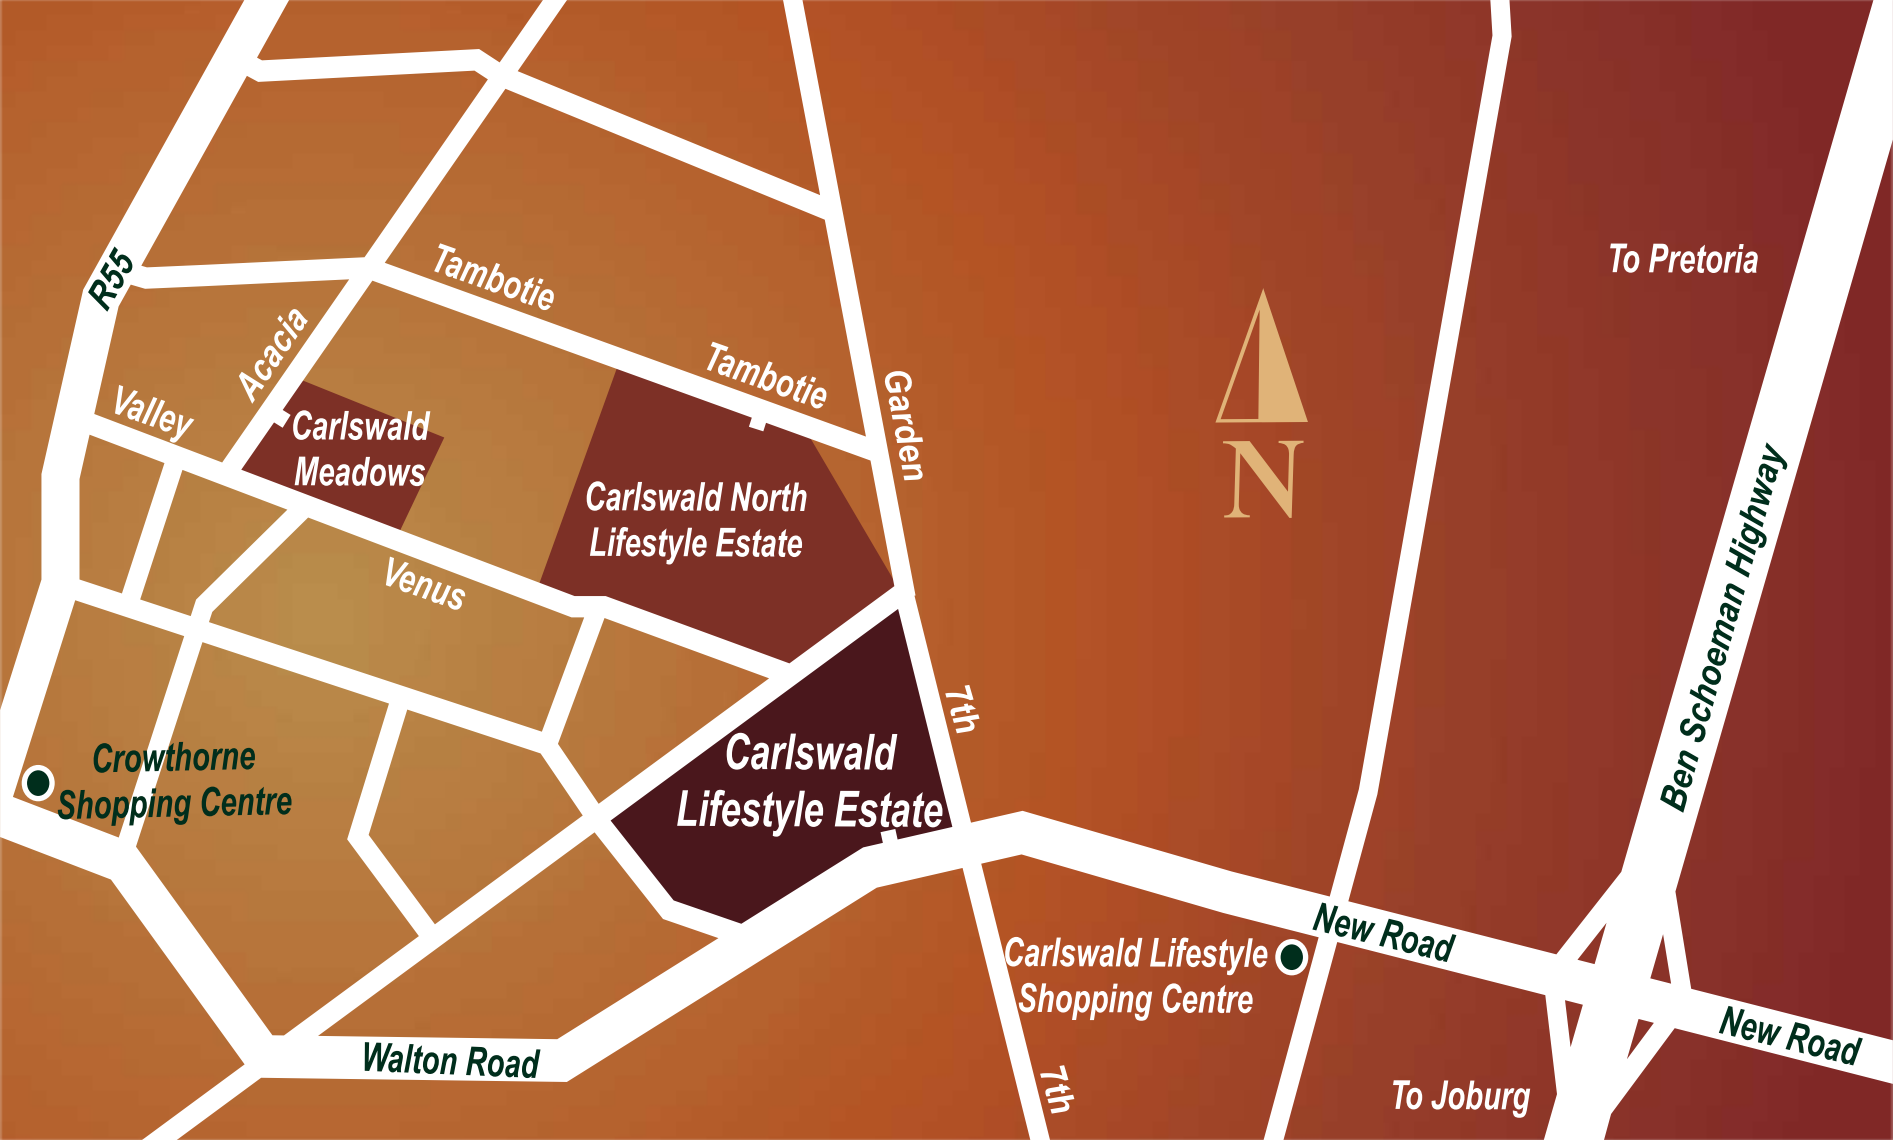 R55
Tambotie
To Pretoria
Acacia
Tambotie
Valley
Garden
Carlswald
Meadows
N
Carlswald North
Lifestyle Estate
Venus
Ben Schoeman Highway
7th
Crowthorne
Shopping Centre
Carlswald
Lifestyle Estate
New Road
Carlswald Lifestyle
Shopping Centre
New Road
Walton Road
7th
To Joburg